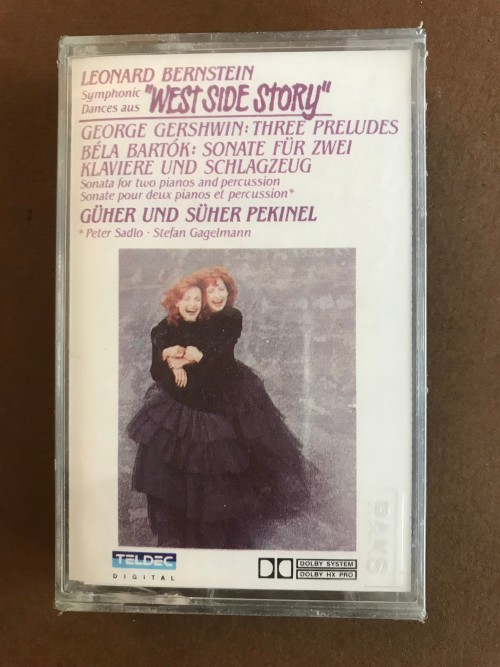 LEONARD BERNSTEIN
Symphonic
Dances aus "WEST SIDE STORY"
GEORGE GERSHWIN: THREE PRELUDES
BÉLA BARTÓK: SONATE FÜR ZWEI
KLAVIERE UND SCHLAGZEUG
Sonata for two pianos and percussion
Sonate pour deux pianos et percussion*
GÜHER UND SÜHER PEKINEL
* Peter Sadlo · Stefan Gagelmann
TELDEC
DIGITAL
DOLBY SYSTEM
DOLBY HX PRO